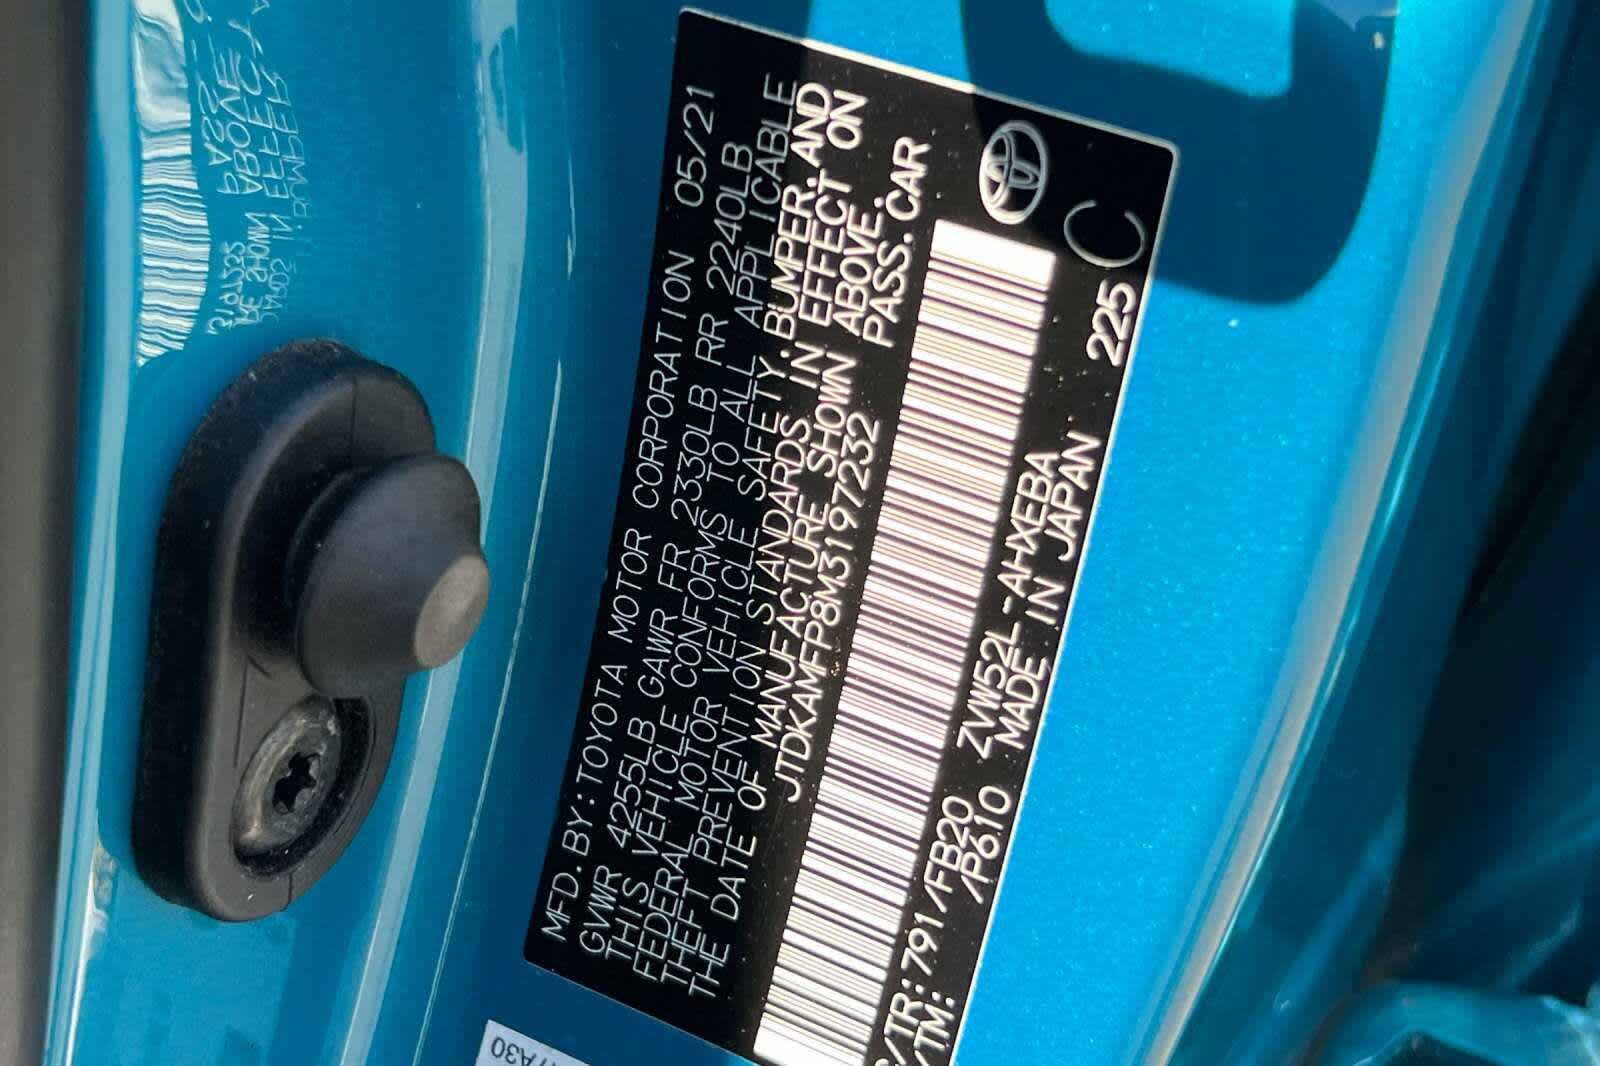 MFD.BY:TOYOTA MOTOR CORPORATION 05/21
GVWR 4255LB GAWR FR 2330LB RR 2240LB
THIS VEHICLE CONFORMS TO ALL APPLICABLE
FEDERAL MOTOR VEHICLE SAFETY,BUMPER,AND
THEFT PREVENTION STANDARDS IN EFFECT ON
THE DATE OF MANUFACTURE SHOWN ABOVE.
JTDKAMFP8M3197232 PASS.CAR
/TR:791/FB20 ZVW52L-AHXEBA 225 C
/TM: /P610 MADE IN JAPAN